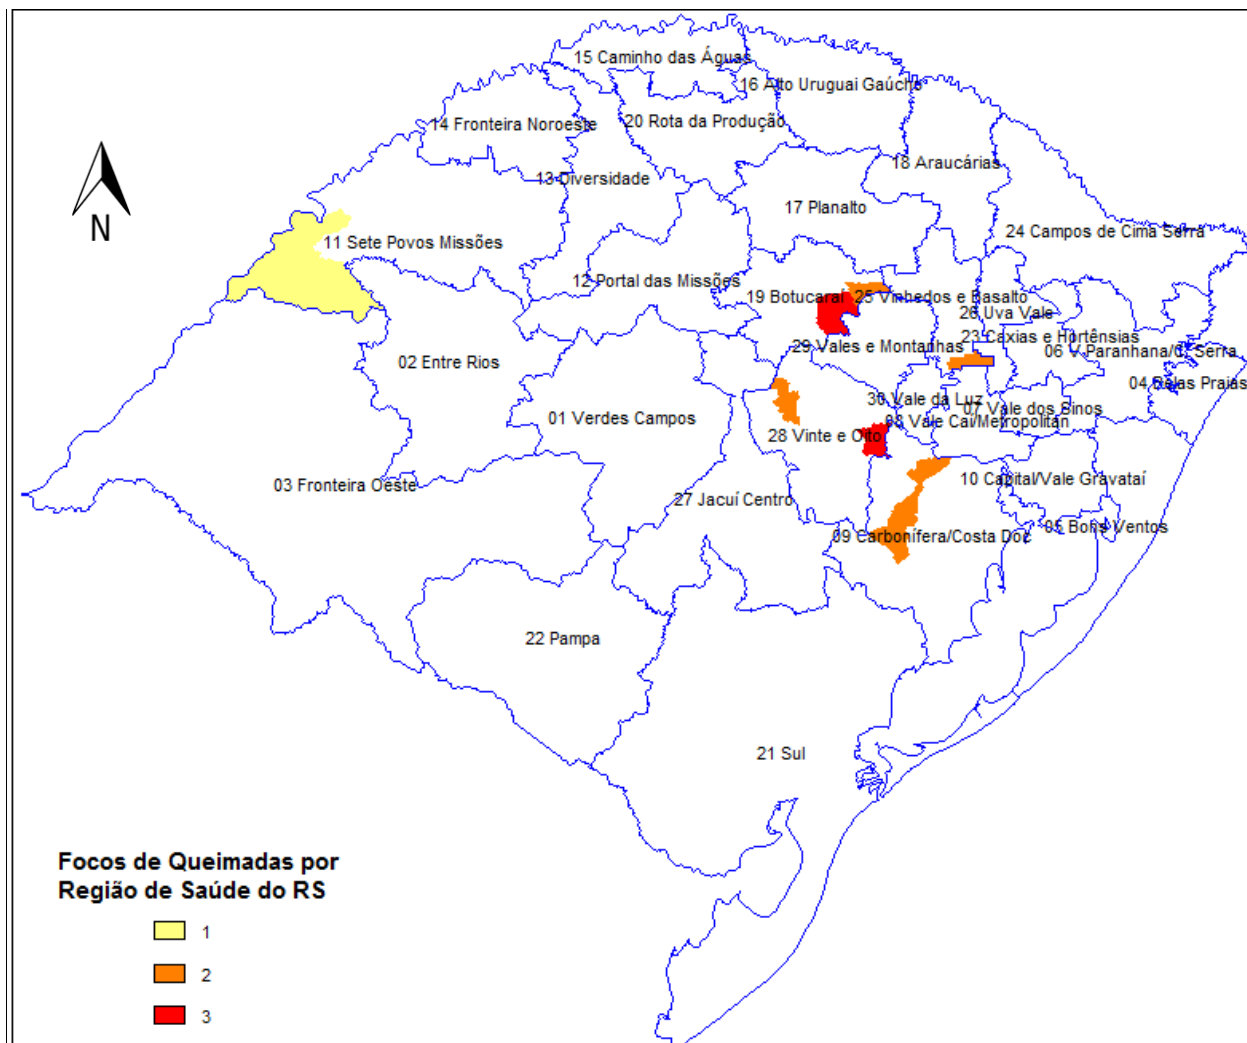 15 Caminho das Águas
16 Alto Uruguai Gaúcho
14 Fronteira Noroeste
20 Rota da Produção
18 Araucárias
13 Diversidade
17 Planalto
N
11 Sete Povos Missões
24 Campos de Cima Serra
12 Portal das Missões
19 Botucaraí
25 Vinhedos e Basalto
26 Uva Vale
23 Caxias e Hortênsias
29 Vales e Montanhas
06 V.Paranhana/C. Serra
02 Entre Rios
04 Belas Praias
30 Vale da Luz
07 Vale dos Sinos
01 Verdes Campos
08 Vale Caí/Metropolitan
28 Vinte e Oito
03 Fronteira Oeste
10 Capital/Vale Gravataí
27 Jacuí Centro
05 Bons Ventos
09 Carbonífera/Costa Doc
22 Pampa
21 Sul
Focos de Queimadas por
Região de Saúde do RS
1
2
3